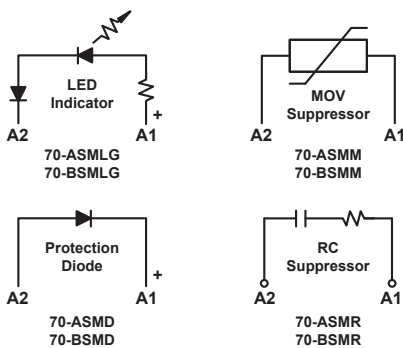 LED
Indicator
+
A2 A1
70-ASMLG
70-BSMLG
MOV
Suppressor
A2 A1
70-ASMM
70-BSMM
Protection
Diode
+
A2 A1
70-ASMD
70-BSMD
RC
Suppressor
A2 A1
70-ASMR
70-BSMR